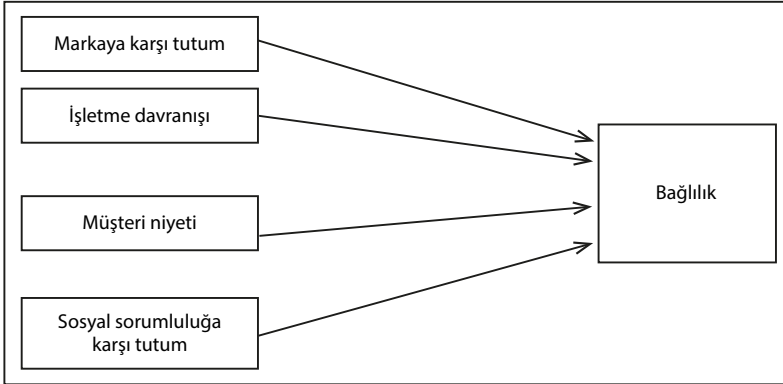 Markaya karşı tutum
İşletme davranışı
Müşteri niyeti
Sosyal sorumluluğa
karşı tutum
Bağlılık